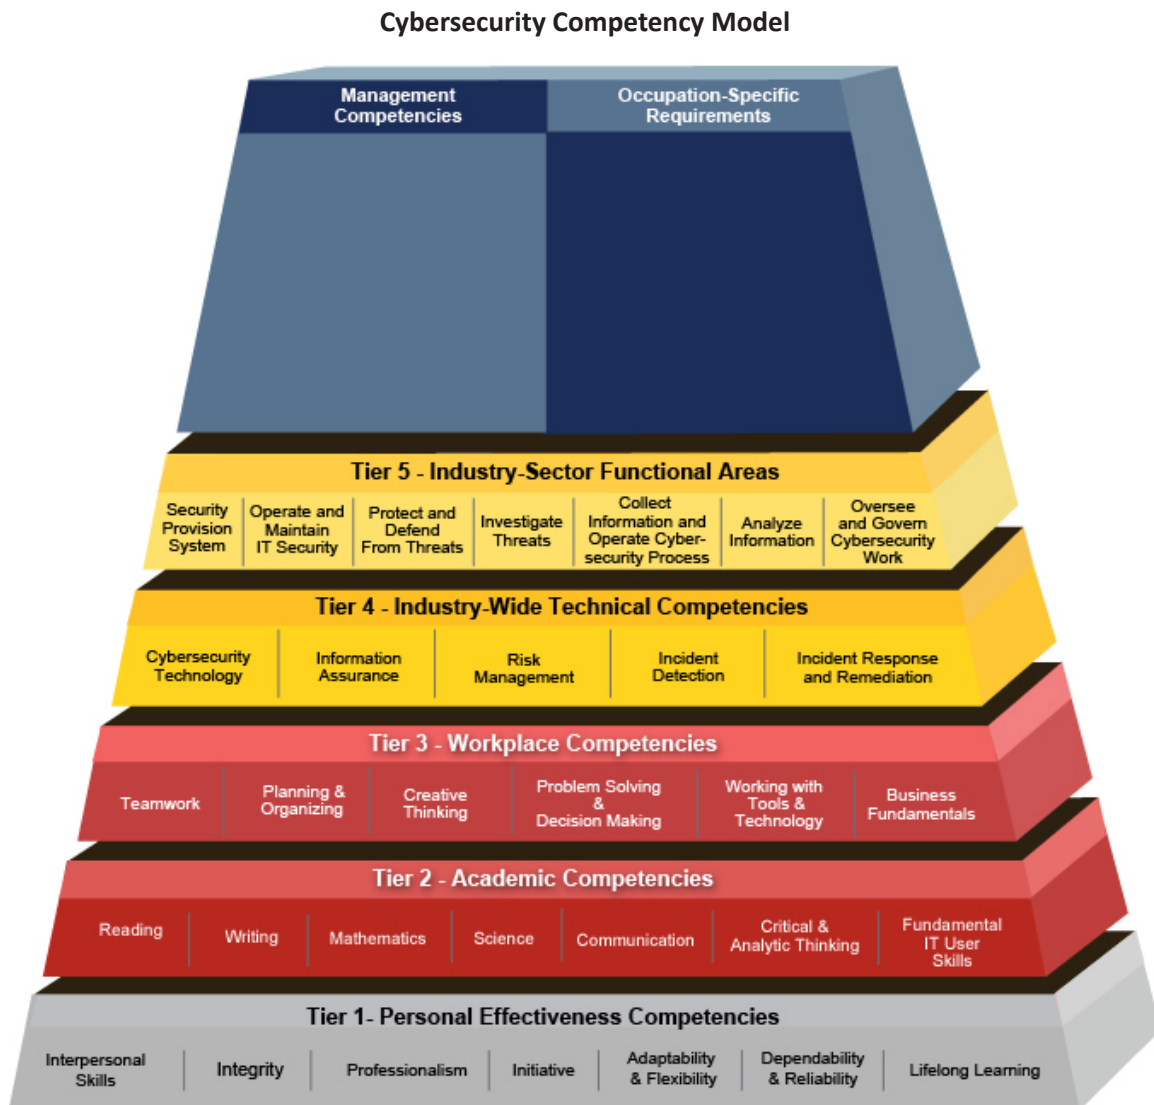 Cybersecurity Competency Model
Management
Competencies
Occupation-Specific
Requirements
Tier 5 - Industry-Sector Functional Areas
Security
Provision
System
Operate and
Maintain
IT Security
Protect and
Defend
From Threats
Investigate
Threats
Collect
Information and
Operate Cyber-
security Process
Analyze
Information
Oversee
and Govern
Cybersecurity
Work
Tier 4 - Industry-Wide Technical Competencies
Cybersecurity
Technology
Information
Assurance
Risk
Management
Incident
Detection
Incident Response
and Remediation
Tier 3 - Workplace Competencies
Teamwork
Planning &
Organizing
Creative
Thinking
Problem Solving
&
Decision Making
Working with
Tools &
Technology
Business
Fundamentals
Tier 2 - Academic Competencies
Reading
Writing
Mathematics
Science
Communication
Critical &
Analytic Thinking
Fundamental
IT User
Skills
Tier 1- Personal Effectiveness Competencies
Interpersonal
Skills
Integrity
Professionalism
Initiative
Adaptability
& Flexibility
Dependability
& Reliability
Lifelong Learning